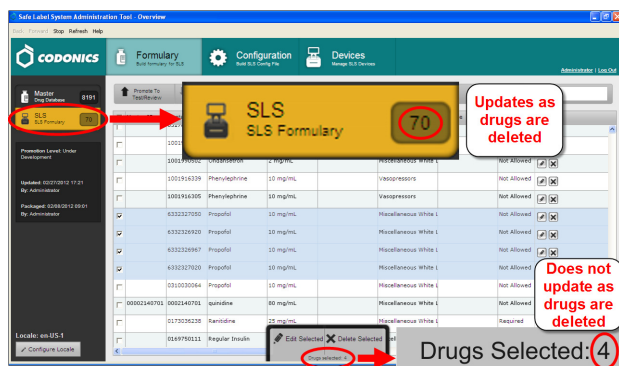 Safe Label System Administration Tool - Overview
Back Forward Stop Refresh Help
CODONICS
Formulary
Build formulary for SLS
Configuration
Build SLS Config File
Devices
Manage SLS Devices
Administrator | Log Out
Master
Drug Database
8191
SLS
SLS Formulary
70
Promotion Level: Under
Development
Updated: 02/27/2012 17:21
By: Administrator
Packaged: 02/08/2012 09:01
By: Administrator
Locale: en-US-1
Configure Locale
Promote To
Test/Review
SLS
SLS Formulary
70
Updates as
drugs are
deleted
1001990502 Ondansetron 2 mg/mL Miscellaneous White L Not Allowed
1001916339 Phenylephrine 10 mg/mL Vasopressors Not Allowed
1001916305 Phenylephrine 10 mg/mL Vasopressors Not Allowed
6332327050 Propofol 10 mg/mL Miscellaneous White L Not Allowed
6332326920 Propofol 10 mg/mL Miscellaneous White L Not Allowed
6332326967 Propofol 10 mg/mL Miscellaneous White L Not Allowed
6332327020 Propofol 10 mg/mL Miscellaneous White L Not Allowed
0310030064 Propofol 10 mg/mL Miscellaneous White L Not Allowed
00002140701 0002140701 quinidine 80 mg/mL Miscellaneous White L Not Allowed
0173036238 Ranitidine 25 mg/mL Miscellaneous White L Required
0169750111 Regular Insulin
Does not
update as
drugs are
deleted
Edit Selected Delete Selected
Drugs selected: 4
Drugs Selected: 4